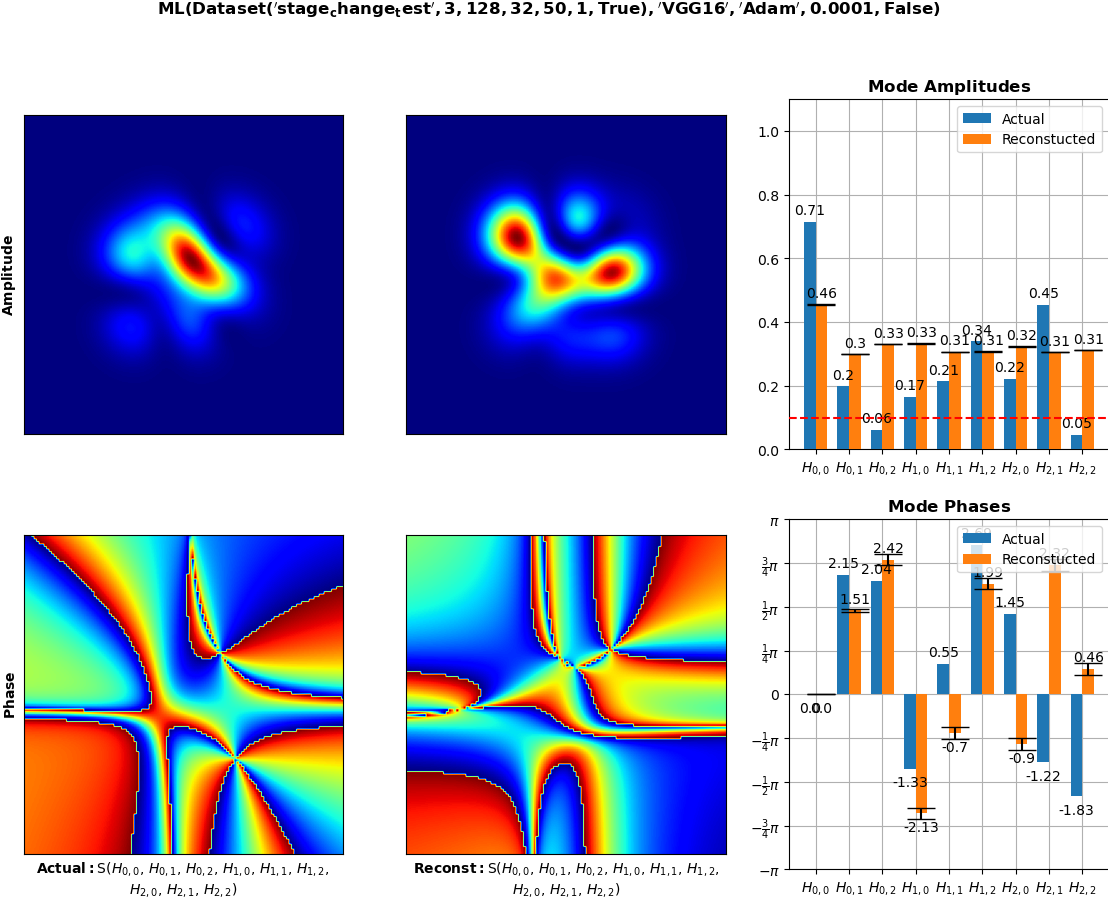 ML(Dataset('stage_change_test', 3, 128, 32, 50, 1, True), 'VGG16', 'Adam', 0.0001, False)
Amplitude
Mode Amplitudes
Actual
Reconstucted
1.0
0.8
0.6
0.4
0.2
0.0
0.71
0.46
0.2
0.3
0.06
0.33
0.17
0.33
0.21
0.31
0.34
0.31
0.22
0.32
0.45
0.31
0.05
0.31
H0,0 H0,1 H0,2 H1,0 H1,1 H1,2 H2,0 H2,1 H2,2
Phase
Mode Phases
Actual
Reconstucted
π
3/4π
1/2π
1/4π
0
−1/4π
−1/2π
−3/4π
−π
0.0
0.0
2.15
1.51
2.04
2.42
-1.33
-2.13
0.55
-0.7
1.45
-0.9
-1.22
-1.83
0.46
H0,0 H0,1 H0,2 H1,0 H1,1 H1,2 H2,0 H2,1 H2,2
Actual: S(H0,0, H0,1, H0,2, H1,0, H1,1, H1,2,
H2,0, H2,1, H2,2)
Reconst: S(H0,0, H0,1, H0,2, H1,0, H1,1, H1,2,
H2,0, H2,1, H2,2)